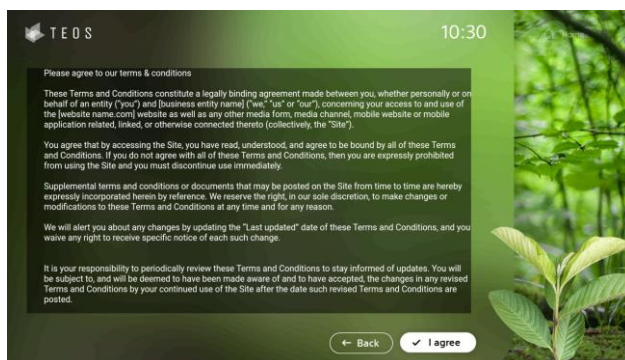 TEOS
10:30
Home
Please agree to our terms & conditions
These Terms and Conditions constitute a legally binding agreement made between you, whether personally or on
behalf of an entity ("you") and [business entity name] ("we," "us" or "our"), concerning your access to and use of
the [website name.com] website as well as any other media form, media channel, mobile website or mobile
application related, linked, or otherwise connected thereto (collectively, the "Site").
You agree that by accessing the Site, you have read, understood, and agree to be bound by all of these Terms
and Conditions. If you do not agree with all of these Terms and Conditions, then you are expressly prohibited
from using the Site and you must discontinue use immediately.
Supplemental terms and conditions or documents that may be posted on the Site from time to time are hereby
expressly incorporated herein by reference. We reserve the right, in our sole discretion, to make changes or
modifications to these Terms and Conditions at any time and for any reason.
We will alert you about any changes by updating the "Last updated" date of these Terms and Conditions, and you
waive any right to receive specific notice of each such change.
It is your responsibility to periodically review these Terms and Conditions to stay informed of updates. You will
be subject to, and will be deemed to have been made aware of and to have accepted, the changes in any revised
Terms and Conditions by your continued use of the Site after the date such revised Terms and Conditions are
posted.
← Back
✓ I agree